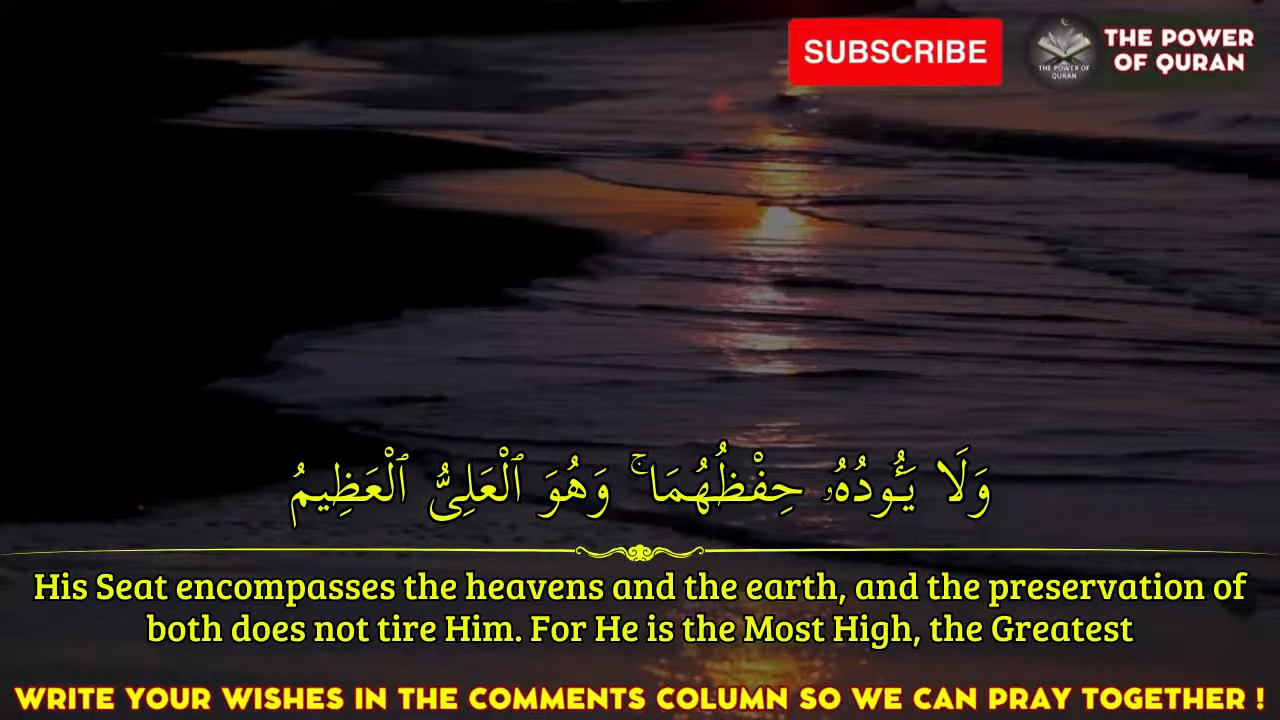 SUBSCRIBE
THE POWER OF QURAN
THE POWER
OF QURAN
وَلَا يَـُٔودُهُۥ حِفْظُهُمَا ۚ وَهُوَ ٱلْعَلِىُّ ٱلْعَظِيمُ
His Seat encompasses the heavens and the earth, and the preservation of
both does not tire Him. For He is the Most High, the Greatest
WRITE YOUR WISHES IN THE COMMENTS COLUMN SO WE CAN PRAY TOGETHER !